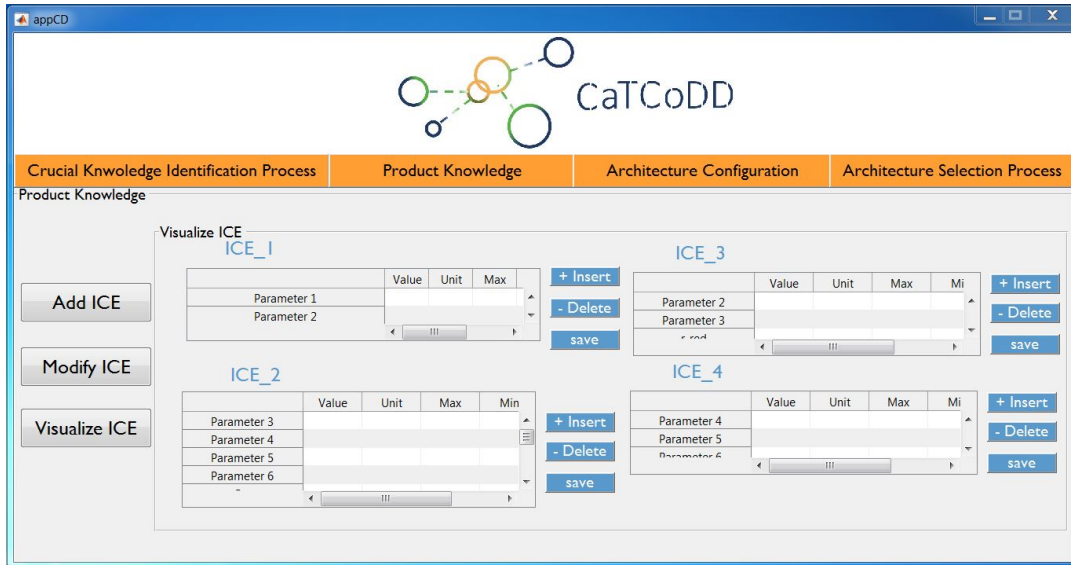 appCD
CaTCoDD
Crucial Knwoledge Identification Process
Product Knowledge
Architecture Configuration
Architecture Selection Process
Product Knowledge
Add ICE
Modify ICE
Visualize ICE
Visualize ICE
ICE_1
Value Unit Max
Parameter 1
Parameter 2
+ Insert
- Delete
save
ICE_3
Value Unit Max Mi
Parameter 2
Parameter 3
+ Insert
- Delete
save
ICE_2
Value Unit Max Min
Parameter 3
Parameter 4
Parameter 5
Parameter 6
+ Insert
- Delete
save
ICE_4
Value Unit Max Mi
Parameter 4
Parameter 5
Parameter 6
+ Insert
- Delete
save